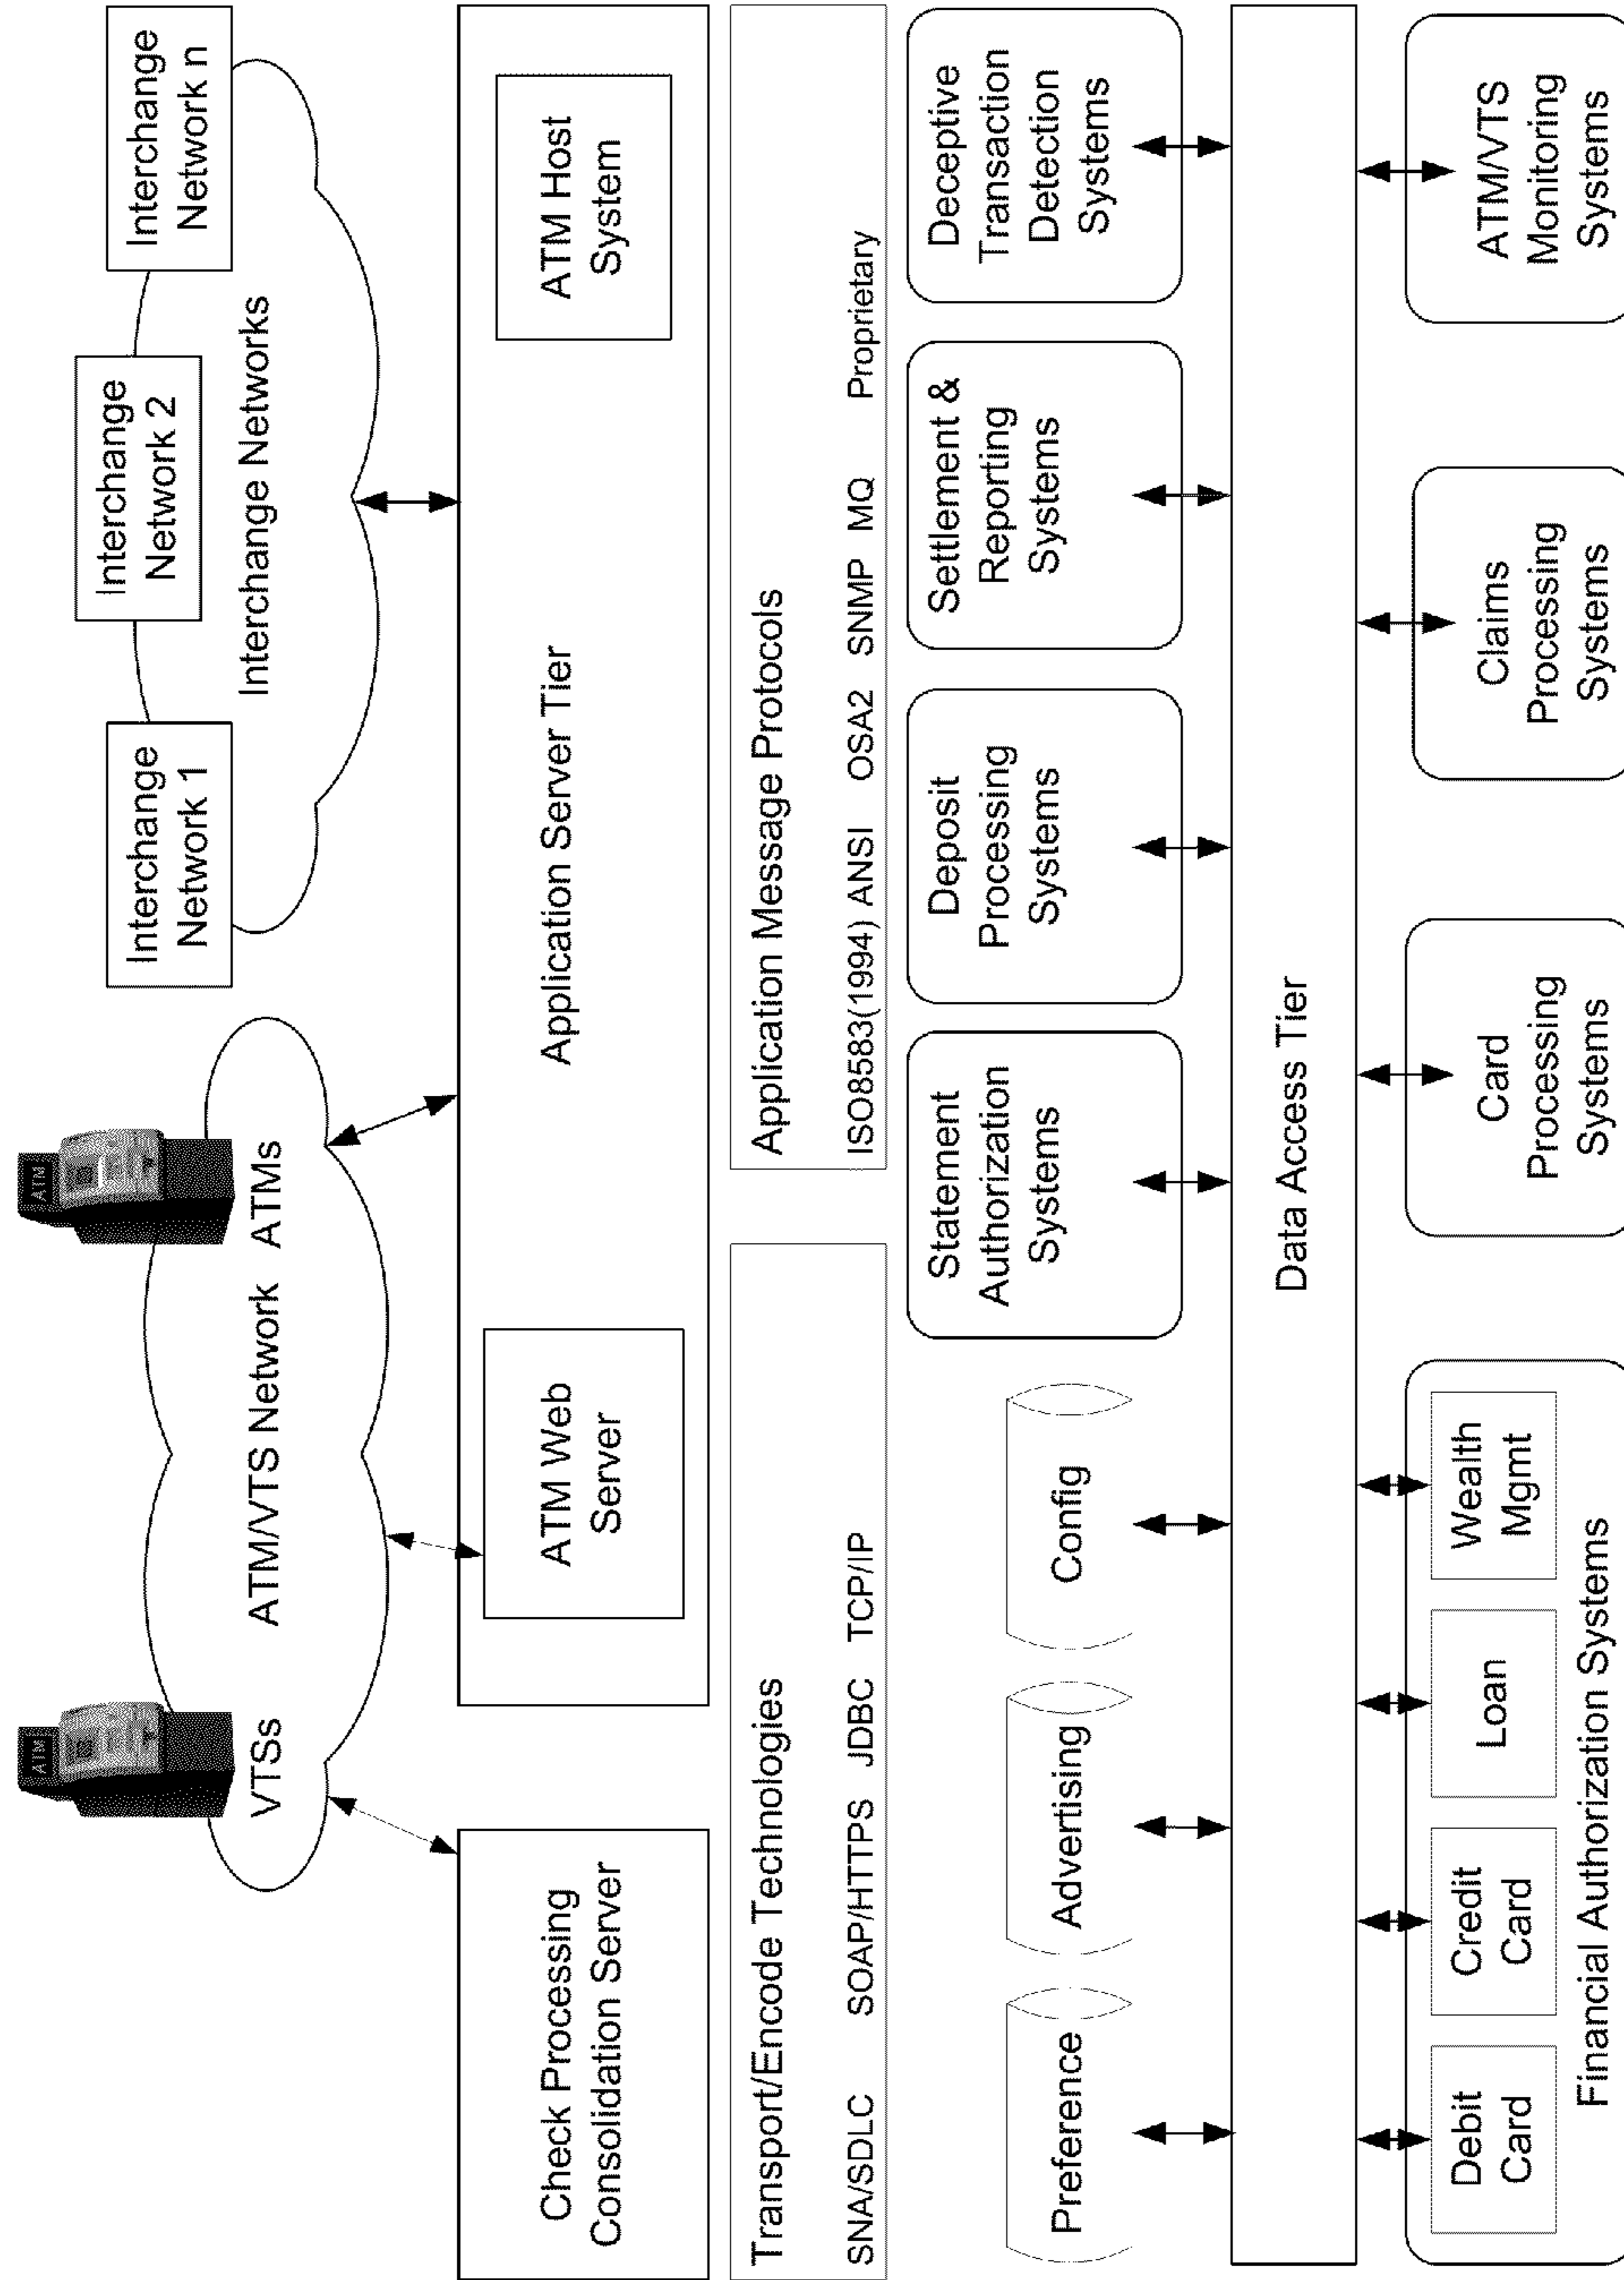 ATM
ATM
VTSs
ATM/VTS Network
ATMs
Interchange
Network 1
Interchange
Network 2
Interchange
Network n
Interchange Networks
Check Processing
Consolidation Server
ATM Web
Server
Application Server Tier
ATM Host
System
Transport/Encode Technologies
SNA/SDLC SOAP/HTTPS JDBC TCP/IP
Application Message Protocols
ISO8583(1994) ANSI OSA2 SNMP MQ Proprietary
Preference
Advertising
Config
Statement
Authorization
Systems
Deposit
Processing
Systems
Settlement &
Reporting
Systems
Deceptive
Transaction
Detection
Systems
Data Access Tier
Debit
Card
Credit
Card
Loan
Wealth
Mgmt
Financial Authorization Systems
Card
Processing
Systems
Claims
Processing
Systems
ATM/VTS
Monitoring
Systems